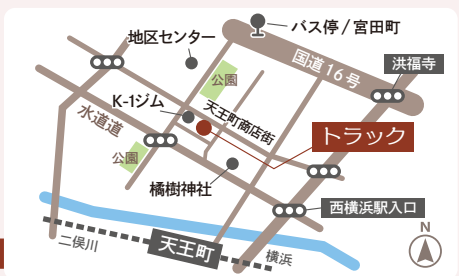 バス停/宮田町
地区センター
国道16号
洪福寺
公園
K-1ジム
天王町商店街
水道道
トラック
公園
橘樹神社
西横浜駅入口
二俣川
天王町
横浜
N